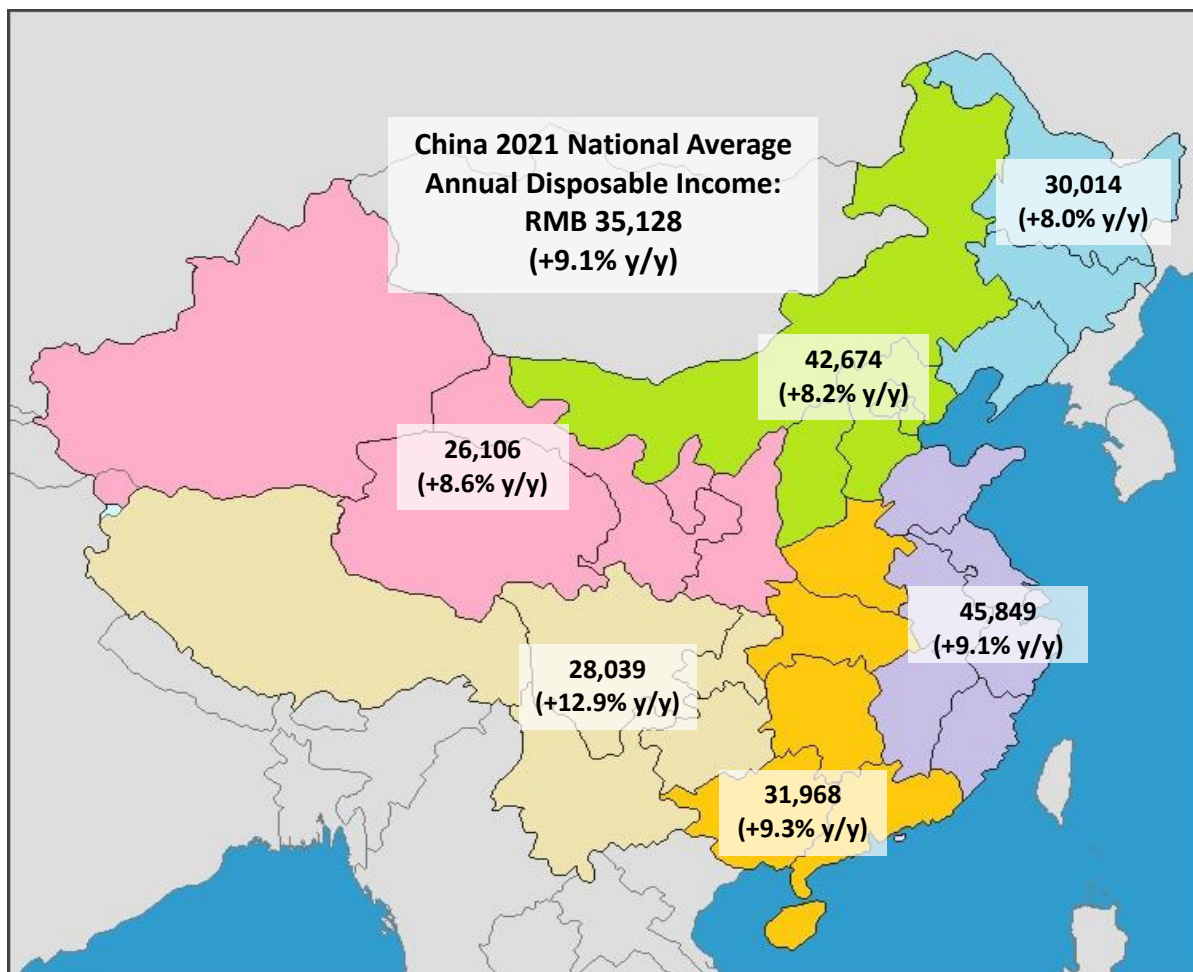 China 2021 National Average
Annual Disposable Income:
RMB 35,128
(+9.1% y/y)
30,014
(+8.0% y/y)
42,674
(+8.2% y/y)
26,106
(+8.6% y/y)
45,849
(+9.1% y/y)
28,039
(+12.9% y/y)
31,968
(+9.3% y/y)